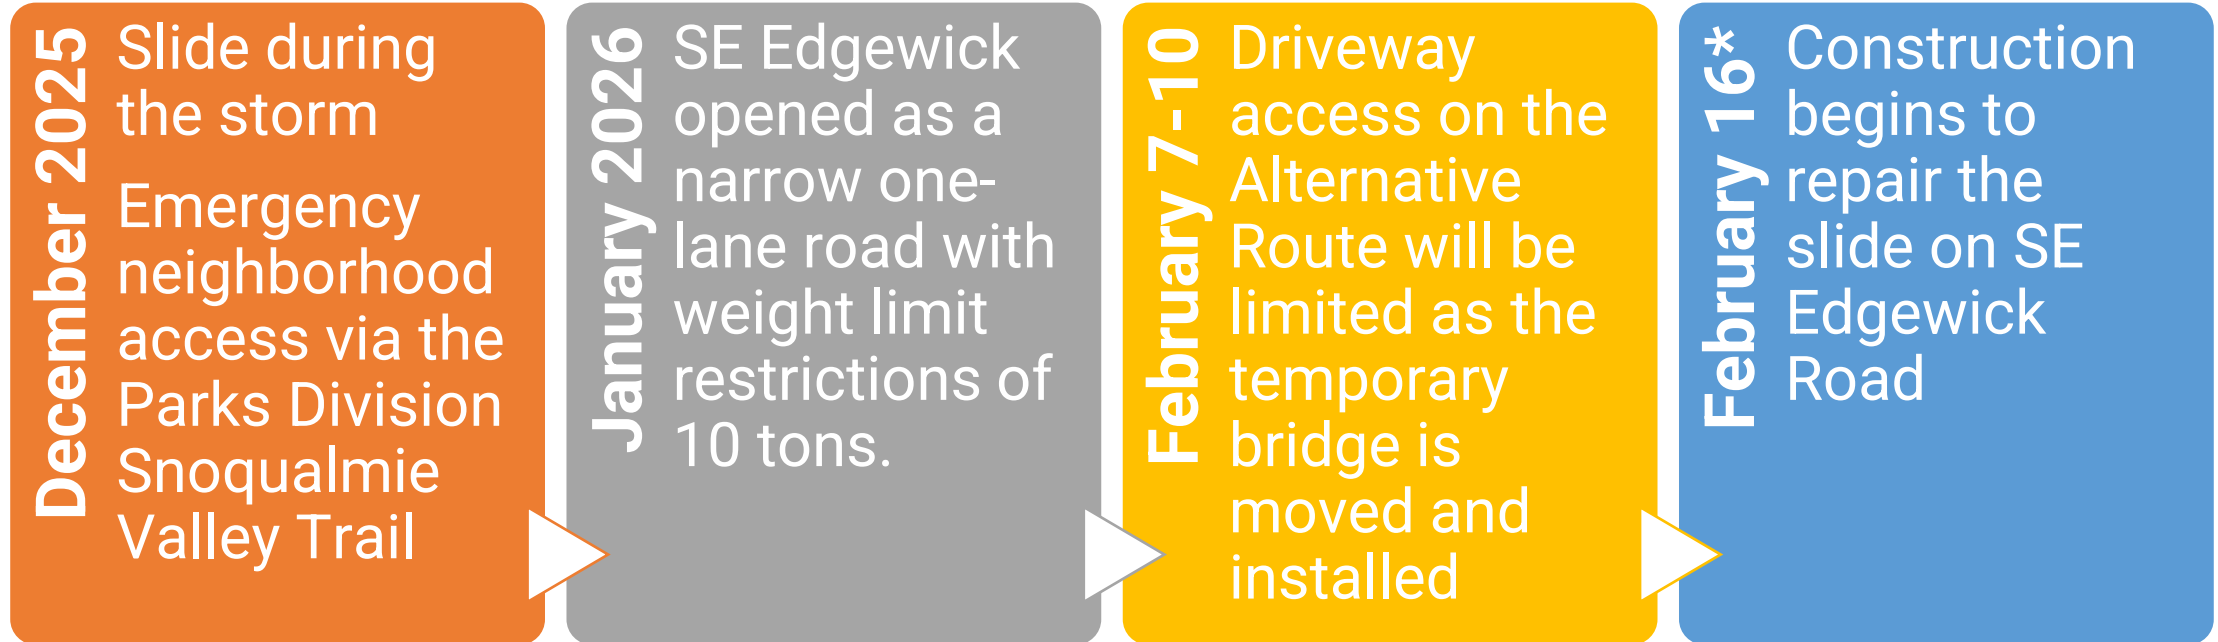 December 2025
Slide during
the storm
Emergency
neighborhood
access via the
Parks Division
Snoqualmie
Valley Trail
January 2026
SE Edgewick
opened as a
narrow one-
lane road with
weight limit
restrictions of
10 tons.
February 7-10
Driveway
access on the
Alternative
Route will be
limited as the
temporary
bridge is
moved and
installed
February 16*
Construction
begins to
repair the
slide on SE
Edgewick
Road